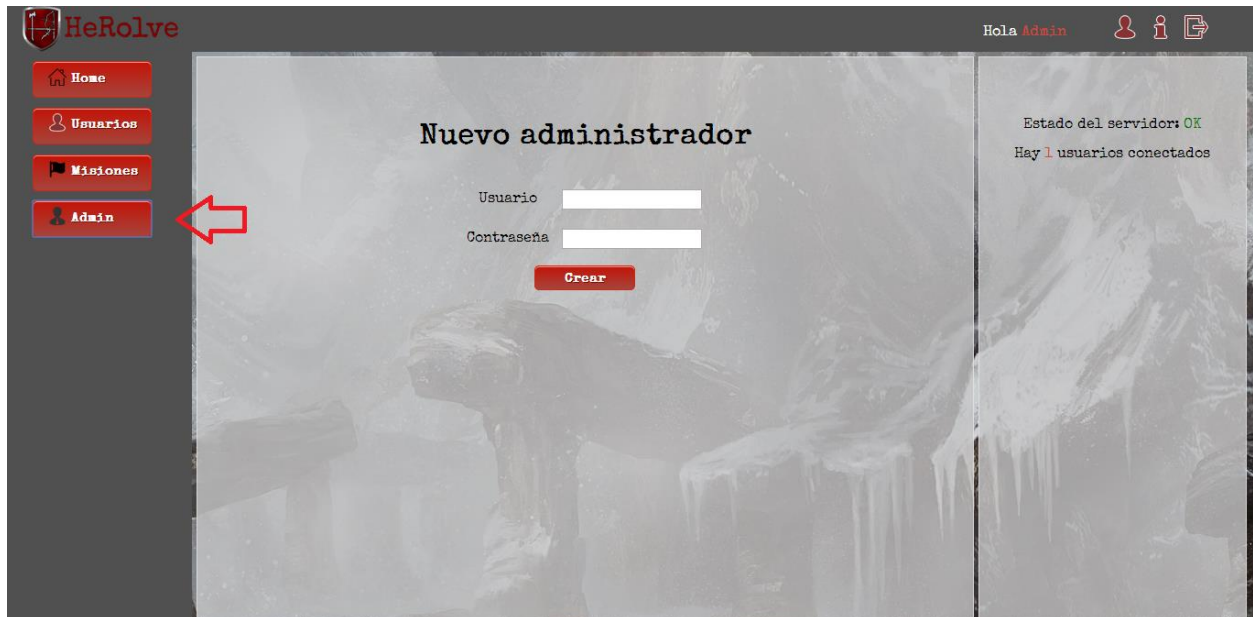 HeRolve
Hola Admin
Home
Usuarios
Misiones
Admin
Nuevo administrador
Usuario
Contraseña
Crear
Estado del servidor: OK
Hay 1 usuarios conectados